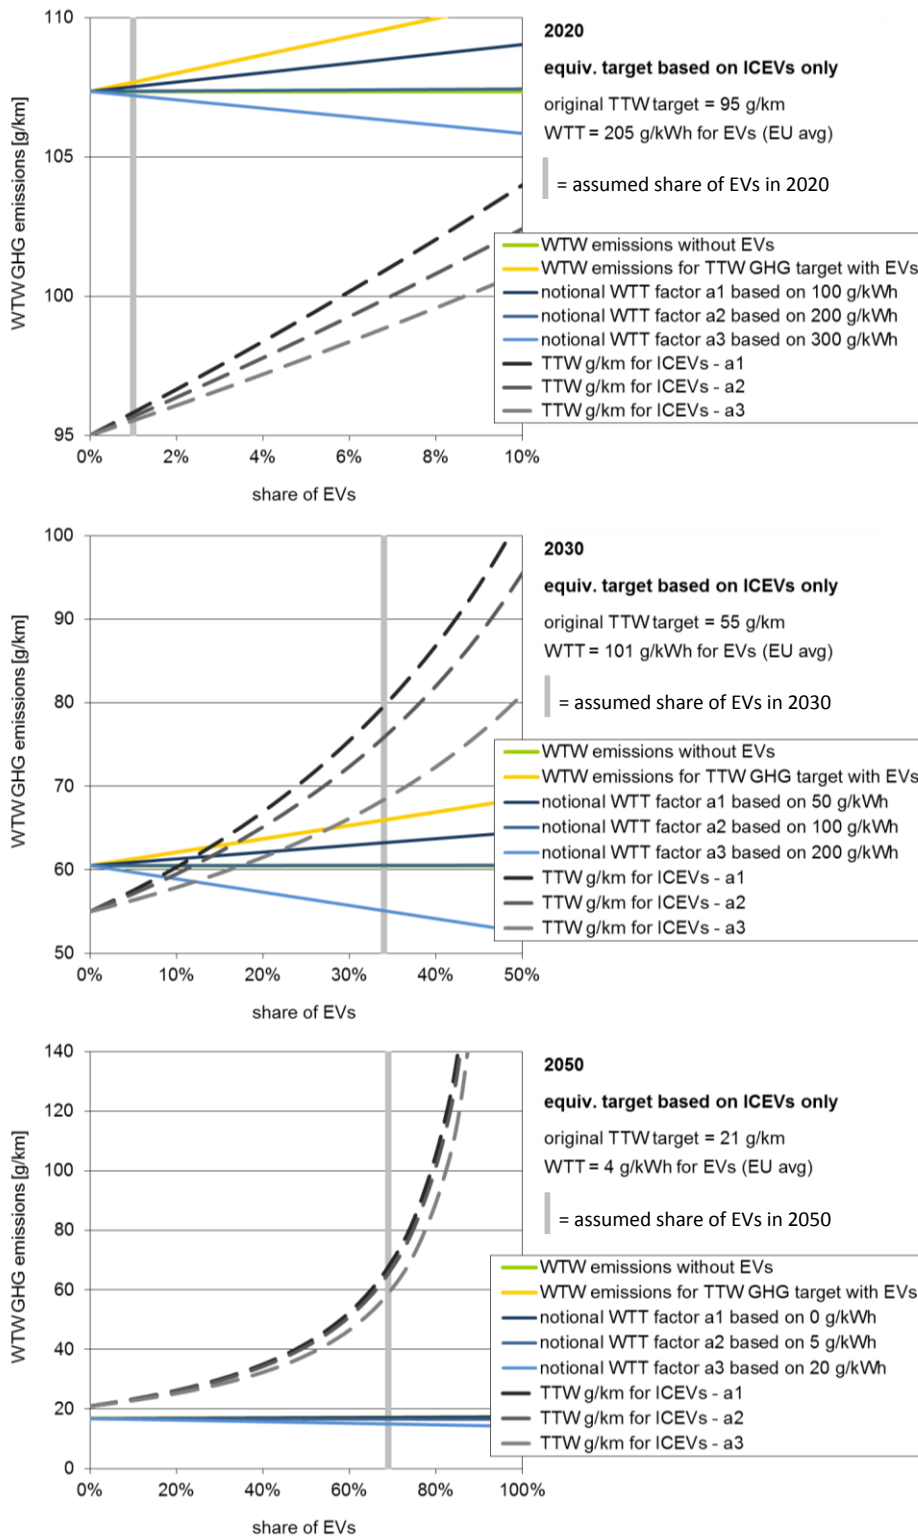 110
105
100
95
WTW GHG emissions [g/km]
0%
2%
4%
6%
8%
10%
share of EVs
2020
equiv. target based on ICEVs only
original TTW target = 95 g/km
WTT = 205 g/kWh for EVs (EU avg)
= assumed share of EVs in 2020
WTW emissions without EVs
WTW emissions for TTW GHG target with EVs
notional WTT factor a1 based on 100 g/kWh
notional WTT factor a2 based on 200 g/kWh
notional WTT factor a3 based on 300 g/kWh
TTW g/km for ICEVs - a1
TTW g/km for ICEVs - a2
TTW g/km for ICEVs - a3
100
90
80
70
60
50
WTW GHG emissions [g/km]
0%
10%
20%
30%
40%
50%
share of EVs
2030
equiv. target based on ICEVs only
original TTW target = 55 g/km
WTT = 101 g/kWh for EVs (EU avg)
= assumed share of EVs in 2030
WTW emissions without EVs
WTW emissions for TTW GHG target with EVs
notional WTT factor a1 based on 50 g/kWh
notional WTT factor a2 based on 100 g/kWh
notional WTT factor a3 based on 200 g/kWh
TTW g/km for ICEVs - a1
TTW g/km for ICEVs - a2
TTW g/km for ICEVs - a3
140
120
100
80
60
40
20
0
WTW GHG emissions [g/km]
0%
20%
40%
60%
80%
100%
share of EVs
2050
equiv. target based on ICEVs only
original TTW target = 21 g/km
WTT = 4 g/kWh for EVs (EU avg)
= assumed share of EVs in 2050
WTW emissions without EVs
WTW emissions for TTW GHG target with EVs
notional WTT factor a1 based on 0 g/kWh
notional WTT factor a2 based on 5 g/kWh
notional WTT factor a3 based on 20 g/kWh
TTW g/km for ICEVs - a1
TTW g/km for ICEVs - a2
TTW g/km for ICEVs - a3